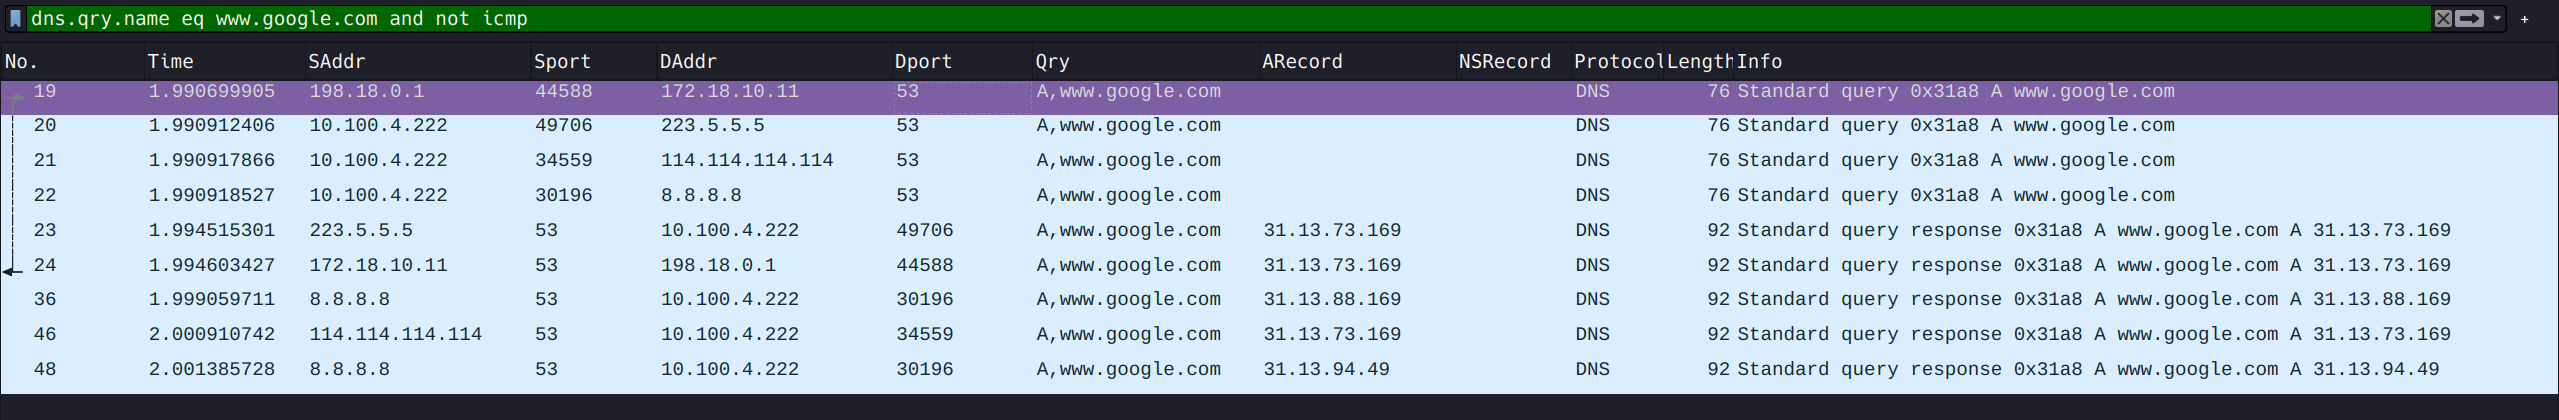 dns.qry.name eq www.google.com and not icmp
No. Time SAddr Sport DAddr Dport Qry ARecord NSRecord Protocol Length Info
19 1.990699905 198.18.0.1 44588 172.18.10.11 53 A,www.google.com DNS 76 Standard query 0x31a8 A www.google.com
20 1.990912406 10.100.4.222 49706 223.5.5.5 53 A,www.google.com DNS 76 Standard query 0x31a8 A www.google.com
21 1.990917866 10.100.4.222 34559 114.114.114.114 53 A,www.google.com DNS 76 Standard query 0x31a8 A www.google.com
22 1.990918527 10.100.4.222 30196 8.8.8.8 53 A,www.google.com DNS 76 Standard query 0x31a8 A www.google.com
23 1.994515301 223.5.5.5 53 10.100.4.222 49706 A,www.google.com 31.13.73.169 DNS 92 Standard query response 0x31a8 A www.google.com A 31.13.73.169
24 1.994603427 172.18.10.11 53 198.18.0.1 44588 A,www.google.com 31.13.73.169 DNS 92 Standard query response 0x31a8 A www.google.com A 31.13.73.169
36 1.999059711 8.8.8.8 53 10.100.4.222 30196 A,www.google.com 31.13.88.169 DNS 92 Standard query response 0x31a8 A www.google.com A 31.13.88.169
46 2.000910742 114.114.114.114 53 10.100.4.222 34559 A,www.google.com 31.13.73.169 DNS 92 Standard query response 0x31a8 A www.google.com A 31.13.73.169
48 2.001385728 8.8.8.8 53 10.100.4.222 30196 A,www.google.com 31.13.94.49 DNS 92 Standard query response 0x31a8 A www.google.com A 31.13.94.49